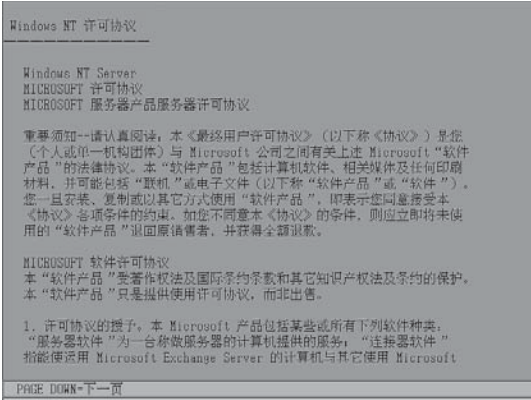 Windows NT 许可协议
Windows NT Server
MICROSOFT 许可协议
MICROSOFT 服务器产品服务器许可协议
重要须知--请认真阅读：本《最终用户许可协议》（以下称《协议》）是您
（个人或单一机构团体）与 Microsoft 公司之间有关上述 Microsoft“软件
产品”的法律协议。本“软件产品”包括计算机软件、相关媒体及任何印刷
材料，并可能包括“联机”或电子文件（以下称“软件产品”或“软件”）。
您一旦安装、复制或以其它方式使用“软件产品”，即表示您同意接受本
《协议》各项条件的约束。如您不同意本《协议》的条件，则应立即将未使
用的“软件产品”退回原销售者，并获得全额退款。
MICROSOFT 软件许可协议
本“软件产品”受著作权法及国际条约条款和其它知识产权法及条约的保护。
本“软件产品”只是提供使用许可协议，而非出售。
1. 许可协议的授予。本 Microsoft 产品包括某些或所有下列软件种类：
“服务器软件”为一台称做服务器的计算机提供的服务；“连接器软件”
指能使运用 Microsoft Exchange Server 的计算机与其它使用 Microsoft
PAGE DOWN=下一页